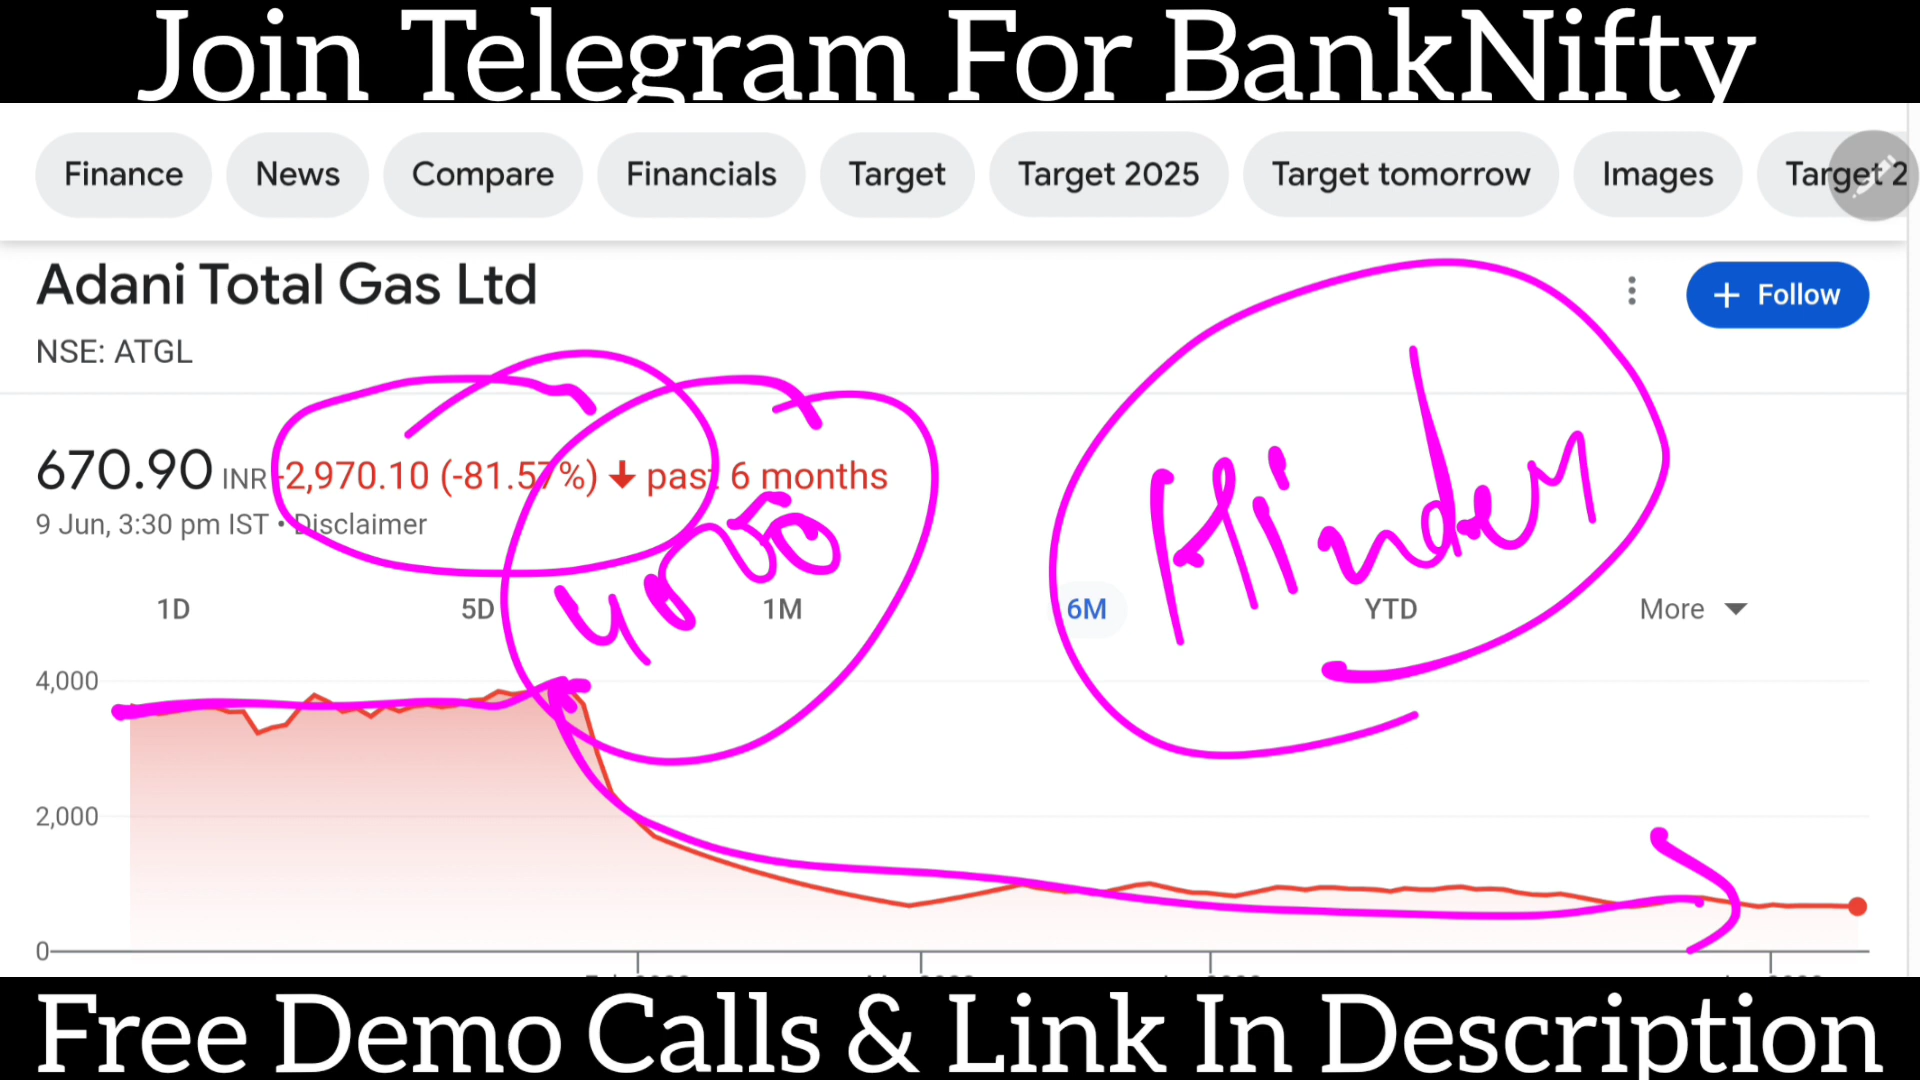 Join Telegram For BankNifty
Finance News Compare Financials Target Target 2025 Target tomorrow Images Target 2
Adani Total Gas Ltd
+ Follow
NSE: ATGL
670.90 INR -2,970.10 (-81.57%) ↓ past 6 months
9 Jun, 3:30 pm IST • Disclaimer
Hinden
1D 5D 1M 6M YTD More
4,000
2,000
0
Free Demo Calls & Link In Description